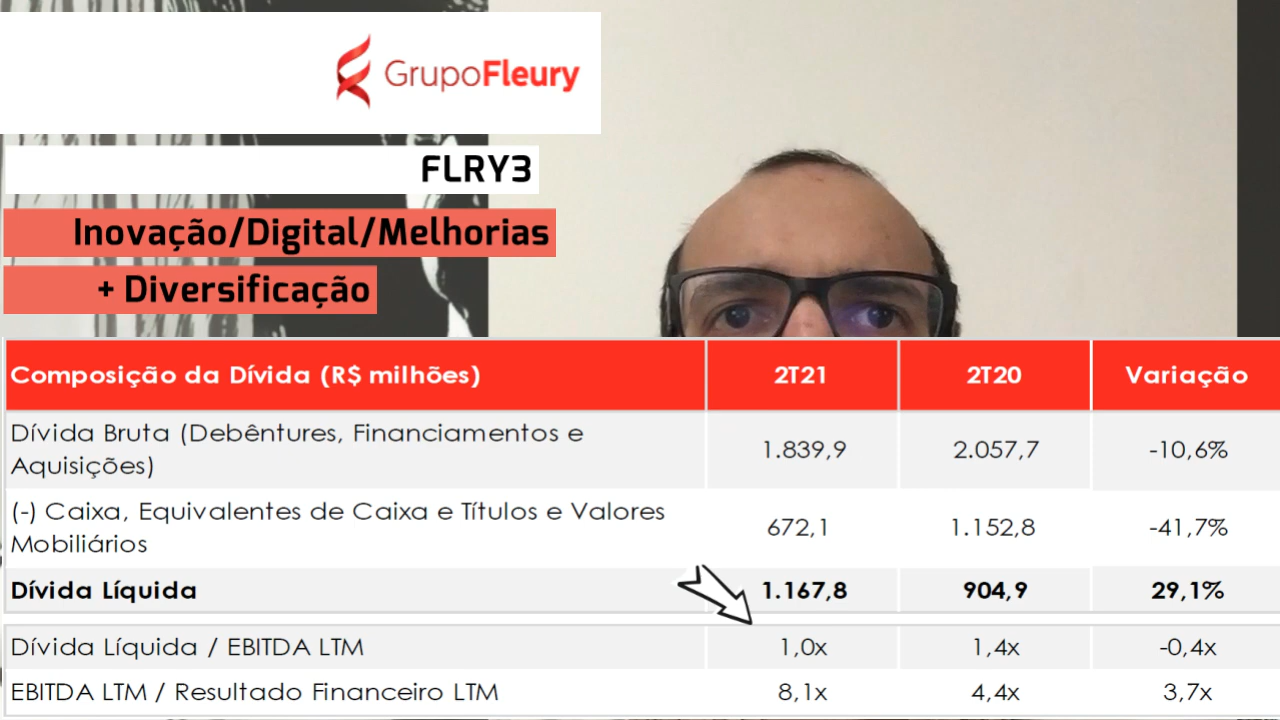 GrupoFleury
FLRY3
Inovação/Digital/Melhorias
+ Diversificação
Composição da Dívida (R$ milhões) 2T21 2T20 Variação
Dívida Bruta (Debêntures, Financiamentos e
Aquisições) 1.839,9 2.057,7 -10,6%
(-) Caixa, Equivalentes de Caixa e Títulos e Valores
Mobiliários 672,1 1.152,8 -41,7%
Dívida Líquida 1.167,8 904,9 29,1%
Dívida Líquida / EBITDA LTM 1,0x 1,4x -0,4x
EBITDA LTM / Resultado Financeiro LTM 8,1x 4,4x 3,7x